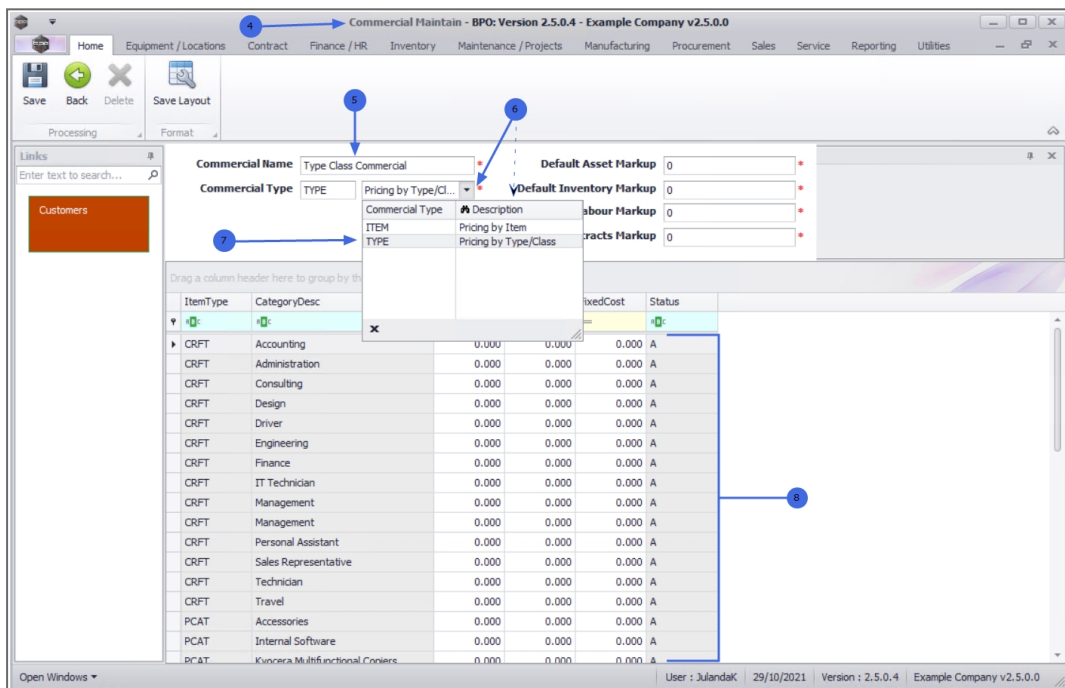 4
Commercial Maintain - BPO: Version 2.5.0.4 - Example Company v2.5.0.0
Home Equipment / Locations Contract Finance / HR Inventory Maintenance / Projects Manufacturing Procurement Sales Service Reporting Utilities
Save Back Delete Save Layout
5
6
Processing Format
Links
Enter text to search...
Customers
Commercial Name Type Class Commercial * Default Asset Markup 0 *
Commercial Type TYPE Pricing by Type/Cl... * Default Inventory Markup 0 *
abour Markup 0 *
racts Markup 0 *
Commercial Type Description
ITEM Pricing by Item
7
TYPE Pricing by Type/Class
Drag a column header here to group by th
ItemType CategoryDesc ixedCost Status
CRFT Accounting 0.000 0.000 0.000 A
CRFT Administration 0.000 0.000 0.000 A
CRFT Consulting 0.000 0.000 0.000 A
CRFT Design 0.000 0.000 0.000 A
CRFT Driver 0.000 0.000 0.000 A
CRFT Engineering 0.000 0.000 0.000 A
CRFT Finance 0.000 0.000 0.000 A
CRFT IT Technician 0.000 0.000 0.000 A
CRFT Management 0.000 0.000 0.000 A
8
CRFT Management 0.000 0.000 0.000 A
CRFT Personal Assistant 0.000 0.000 0.000 A
CRFT Sales Representative 0.000 0.000 0.000 A
CRFT Technician 0.000 0.000 0.000 A
CRFT Travel 0.000 0.000 0.000 A
PCAT Accessories 0.000 0.000 0.000 A
PCAT Internal Software 0.000 0.000 0.000 A
PCAT Kyocera Multifunctional Copiers 0.000 0.000 0.000 A
Open Windows User : JulandaK 29/10/2021 Version : 2.5.0.4 Example Company v2.5.0.0